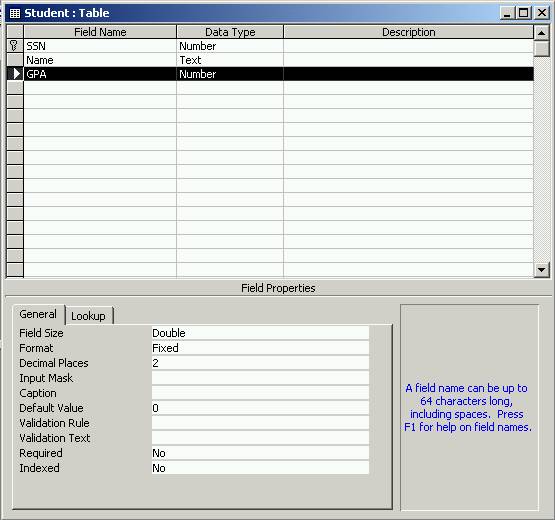 Student : Table
Field Name Data Type Description
SSN Number
Name Text
GPA Number
Field Properties
General Lookup
Field Size Double
Format Fixed
Decimal Places 2
Input Mask
Caption
Default Value 0
Validation Rule
Validation Text
Required No
Indexed No
A field name can be up to
64 characters long,
including spaces. Press
F1 for help on field names.